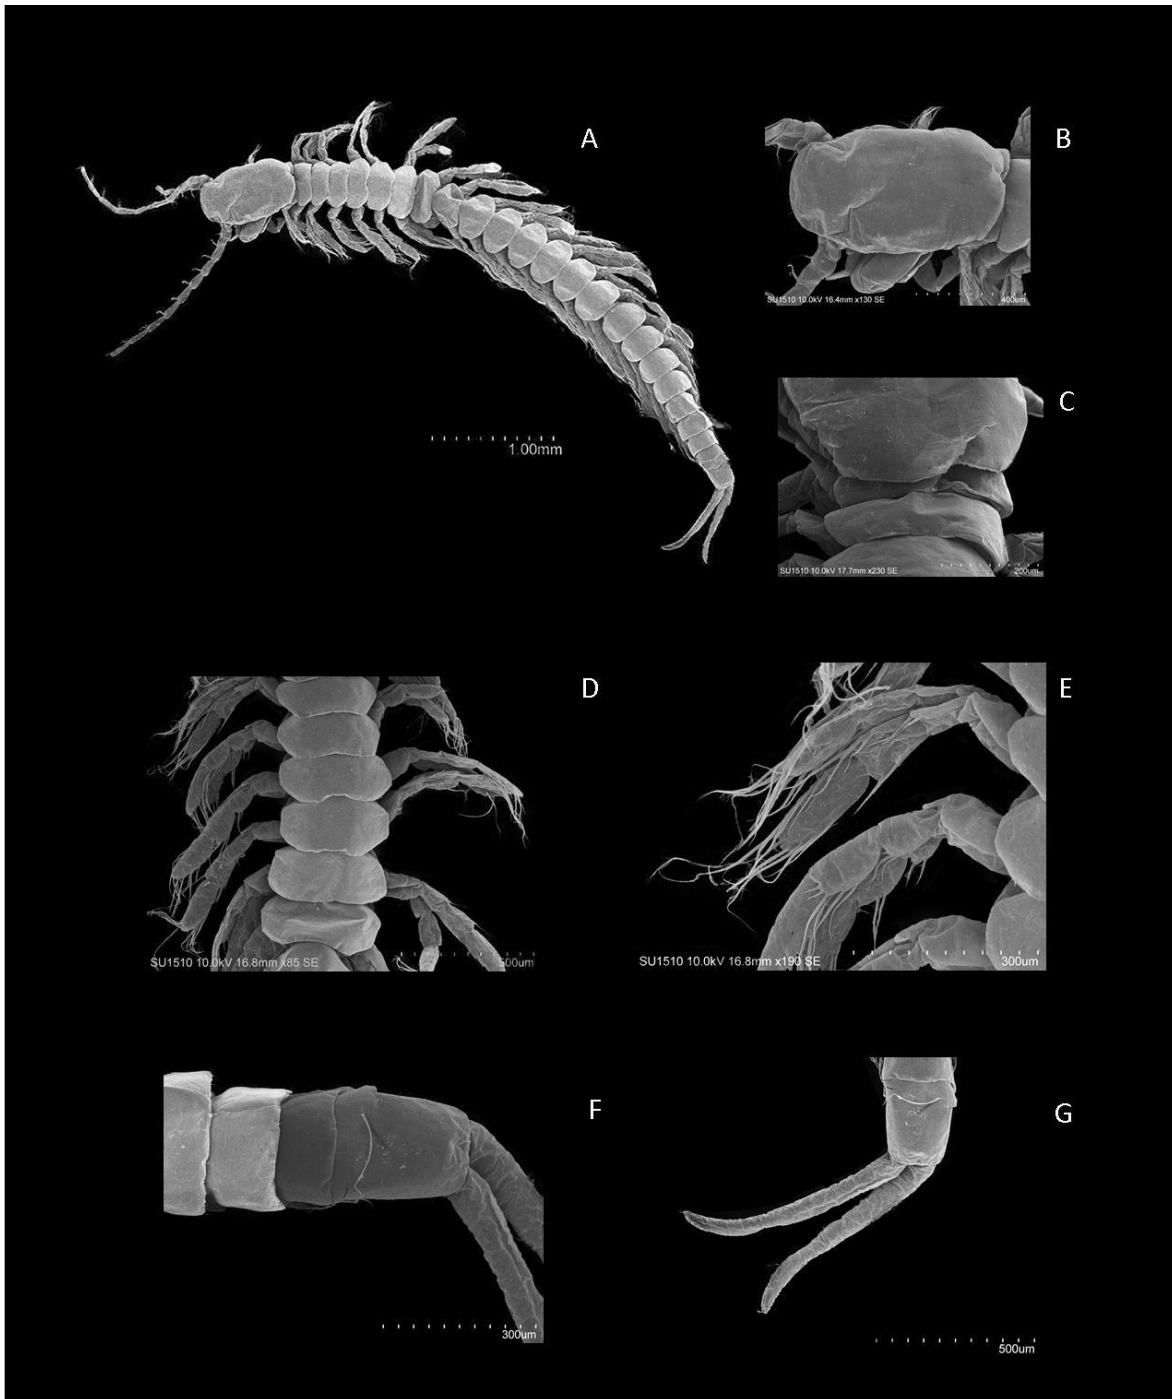 A
B
SU1510 10.0kV 16.4mm x130 SE
400um
1.00mm
C
SU1510 10.0kV 17.7mm x230 SE
200um
D
E
SU1510 10.0kV 16.8mm x85 SE
500um
SU1510 10.0kV 16.8mm x190 SE
300um
F
G
300um
500um